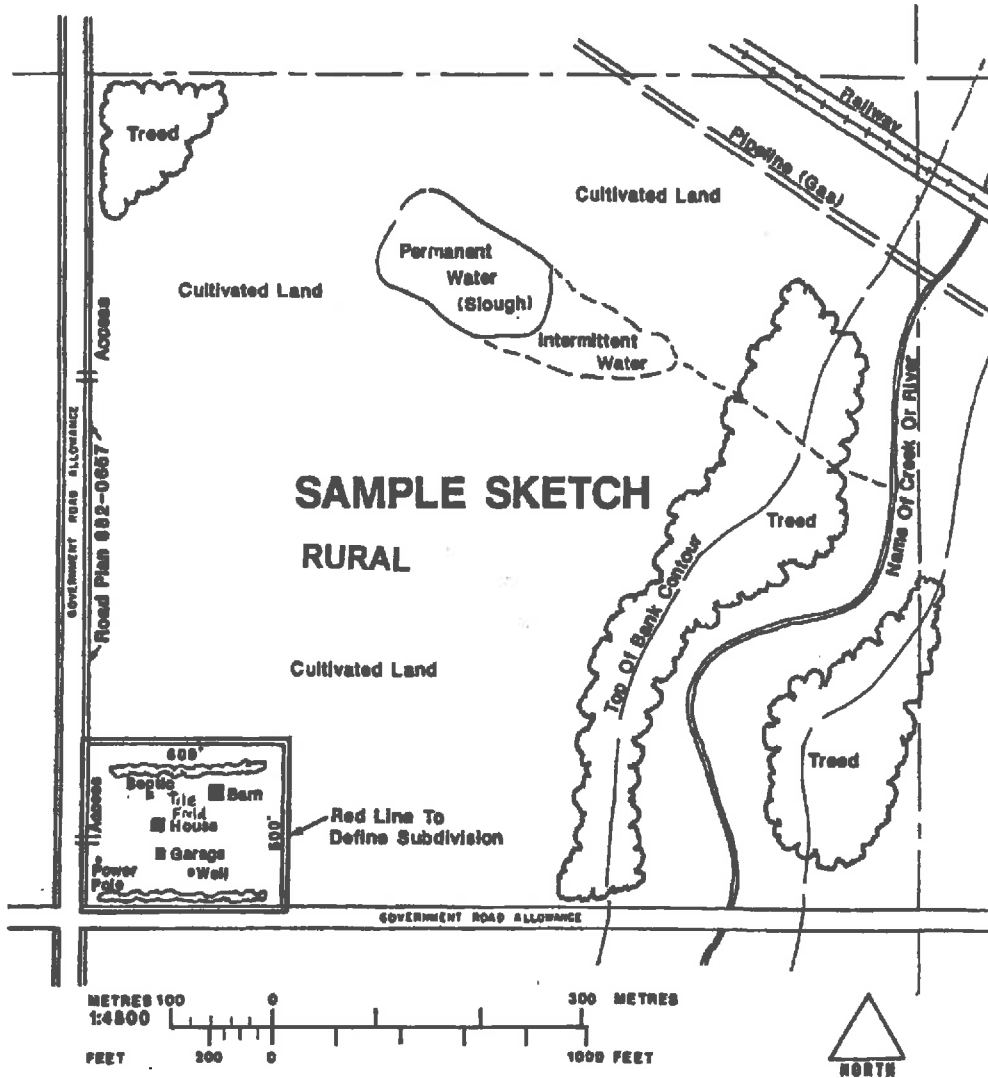 Railway
Treed
Pipeline (Gas)
Cultivated Land
Permanent
Water
(Slough)
Cultivated Land
Access
Intermittent
Water
GOVERNMENT ROAD ALLOWANCE
Name Of Creek Or River
SAMPLE SKETCH
Treed
RURAL
Top Of Bank Contour
Cultivated Land
Treed
Septic
Barn
Tile
Field
Access
House
Red Line To
Define Subdivision
Garage
Power
Pole
Well
GOVERNMENT ROAD ALLOWANCE
METRES 100 0 300 METRES
1:4800
FEET 200 0 1000 FEET
NORTH